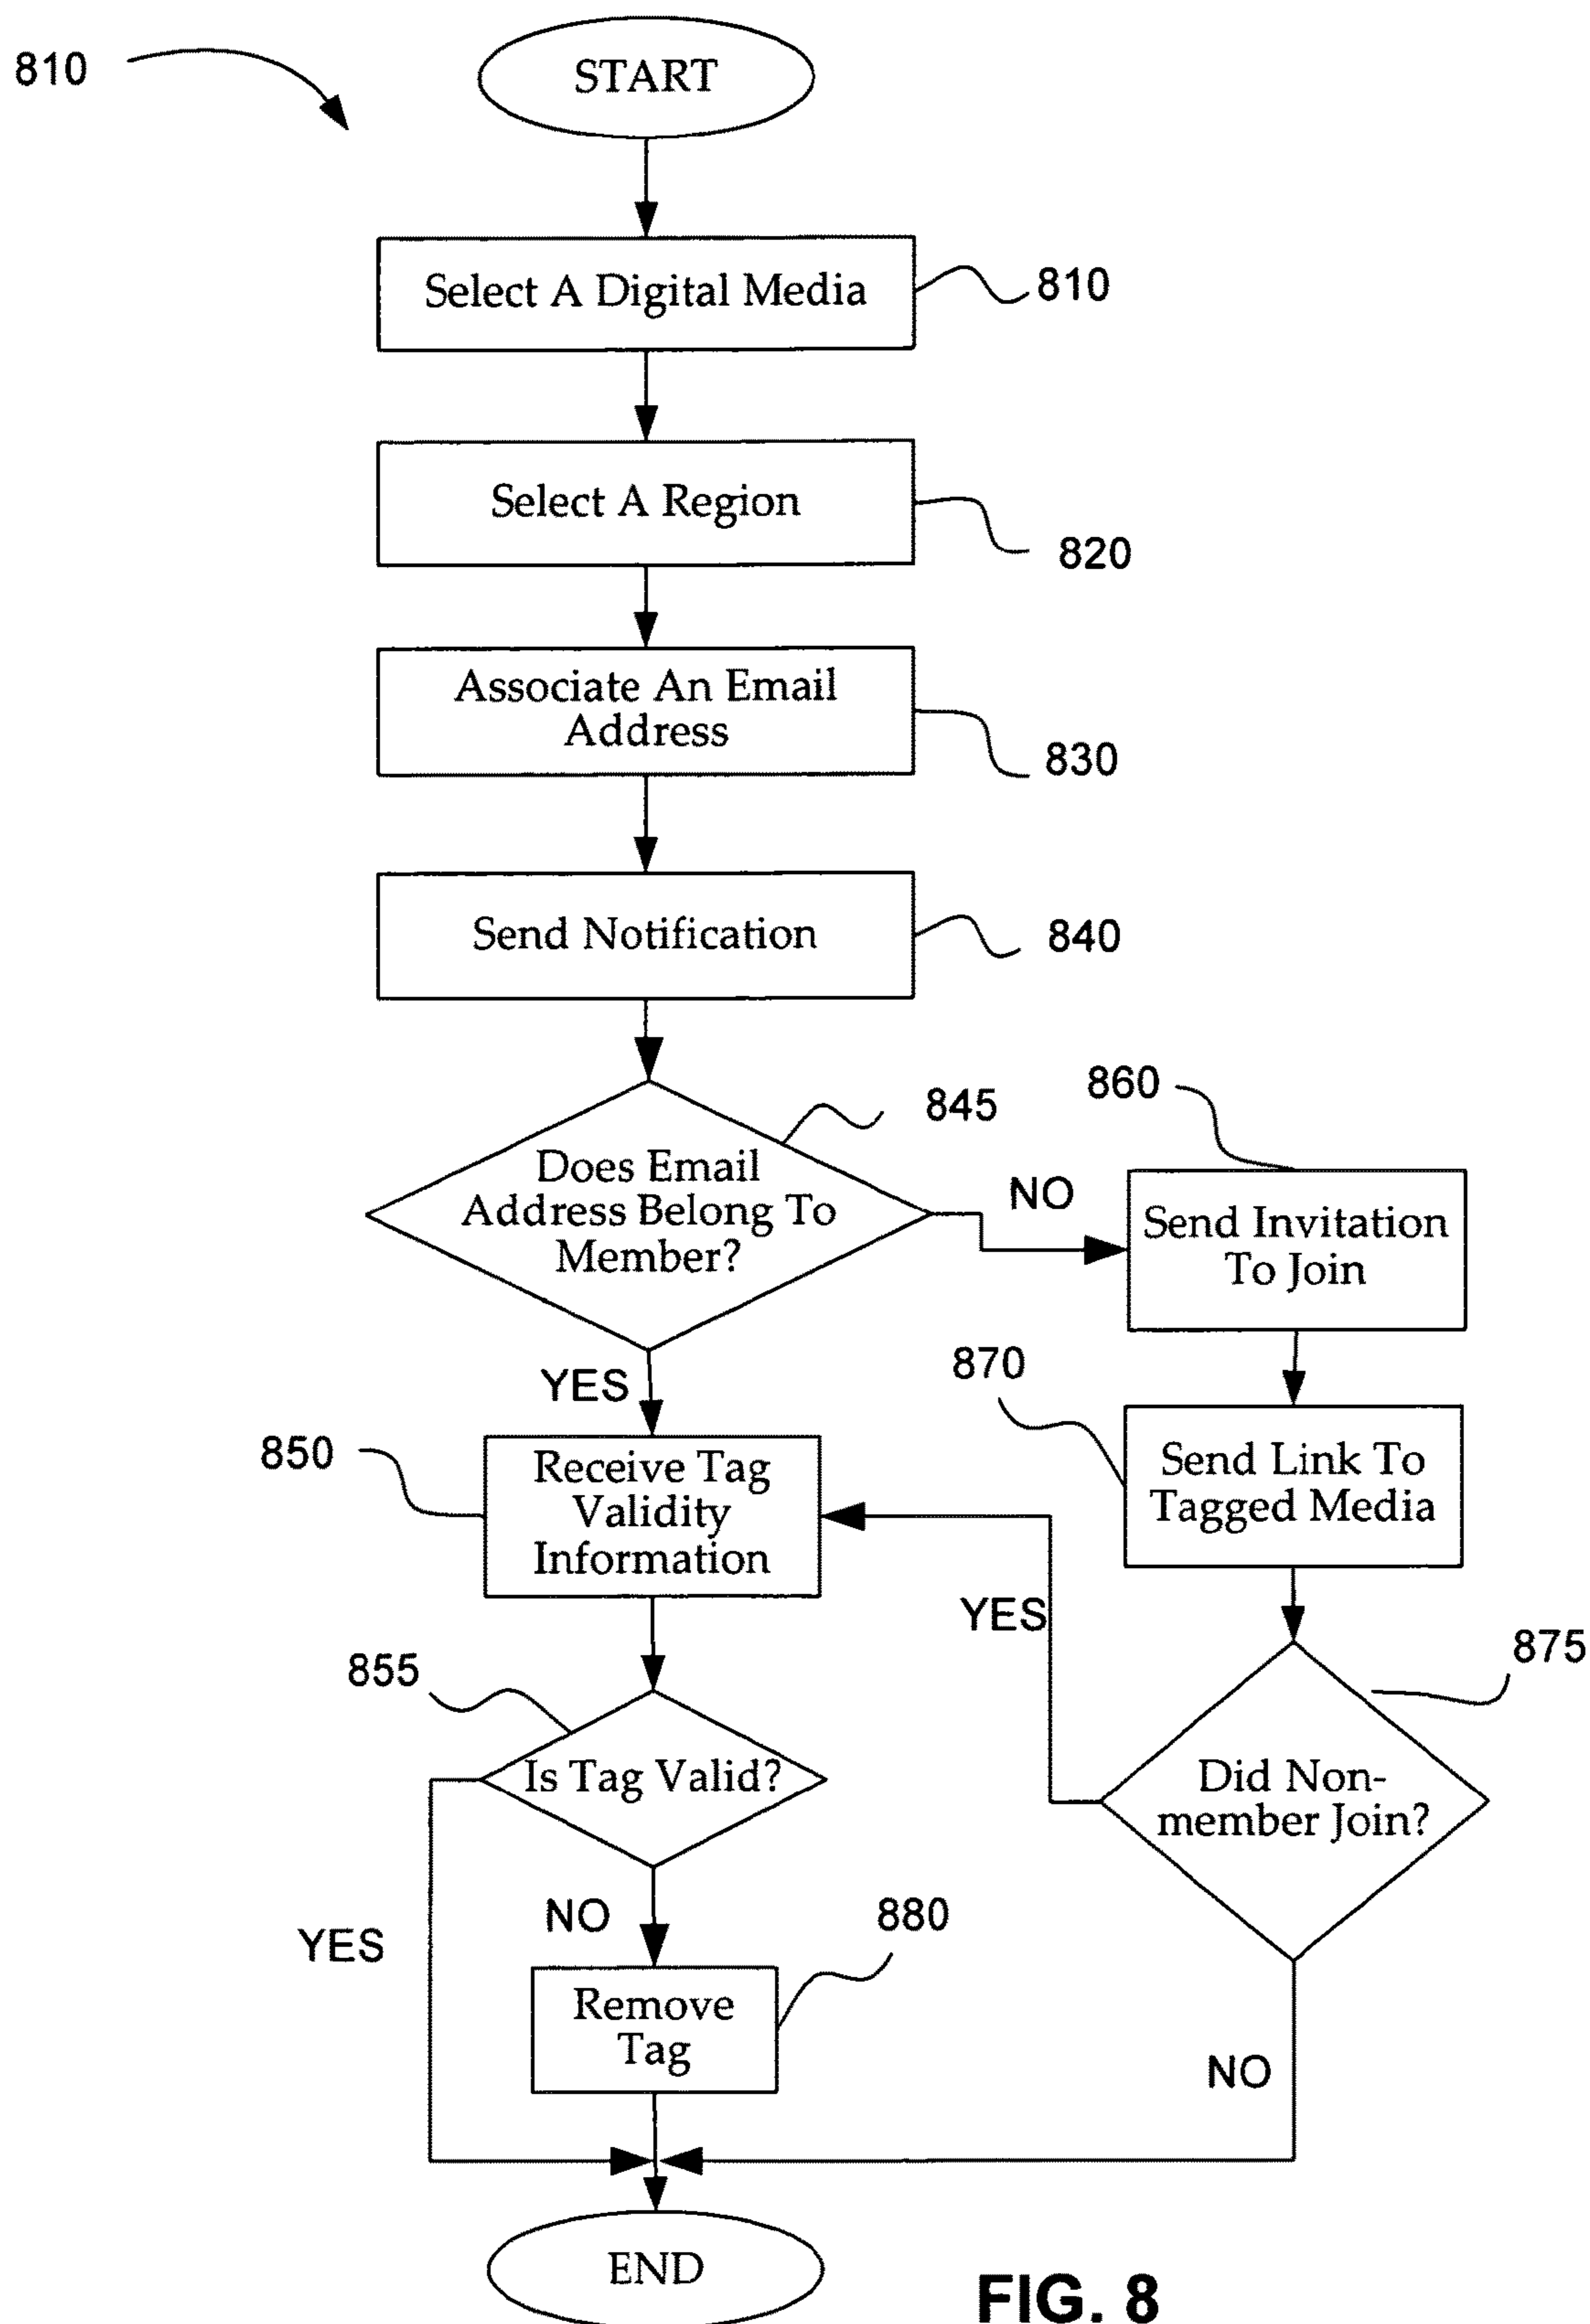 810
START
Select A Digital Media
810
Select A Region
820
Associate An Email
Address
830
Send Notification
840
Does Email
Address Belong To
Member?
845
NO
860
Send Invitation
To Join
YES
870
Send Link To
Tagged Media
850
Receive Tag
Validity
Information
YES
875
Did Non-
member Join?
855
Is Tag Valid?
YES
NO
880
Remove
Tag
NO
END
FIG. 8